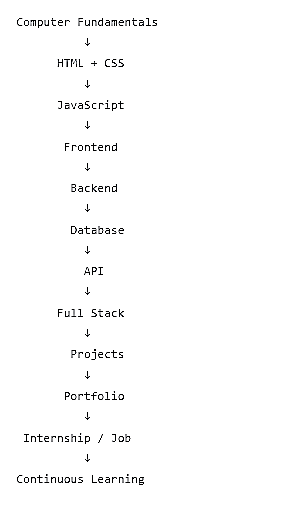 Computer Fundamentals
↓
HTML + CSS
↓
JavaScript
↓
Frontend
↓
Backend
↓
Database
↓
API
↓
Full Stack
↓
Projects
↓
Portfolio
↓
Internship / Job
↓
Continuous Learning